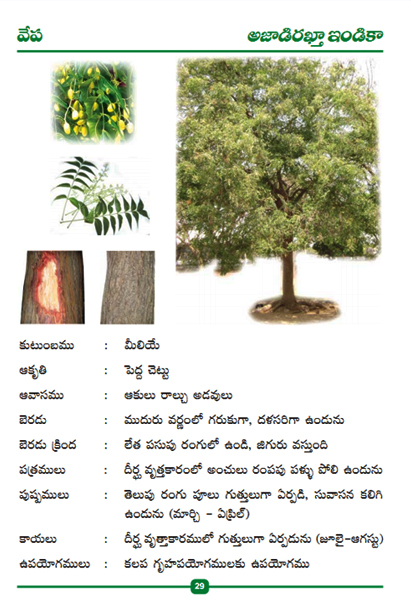 వేప అజాడిరఖ్తా ఇండికా
కుటుంబము : మీలియే
ఆకృతి : పెద్ద చెట్టు
ఆవాసము : ఆకులు రాల్చు అడవులు
బెరడు : ముదురు వర్ణంలో గరుకుగా, దళసరిగా ఉండును
బెరడు క్రింద : లేత పసుపు రంగులో ఉండి, జిగురు వస్తుంది
పత్రములు : దీర్ఘ వృత్తకారంలో అంచులు రంపపు పళ్ళు పోలి ఉండును
పుష్పములు : తెలుపు రంగు పూలు గుత్తులుగా ఏర్పడి, సువాసన కలిగి
ఉండును (మార్చి - ఏప్రిల్)
కాయలు : దీర్ఘ వృత్తాకారములో గుత్తులుగా ఏర్పడును (జూలై-ఆగస్టు)
ఉపయోగములు : కలప గృహపయోగములకు ఉపయోగము
29